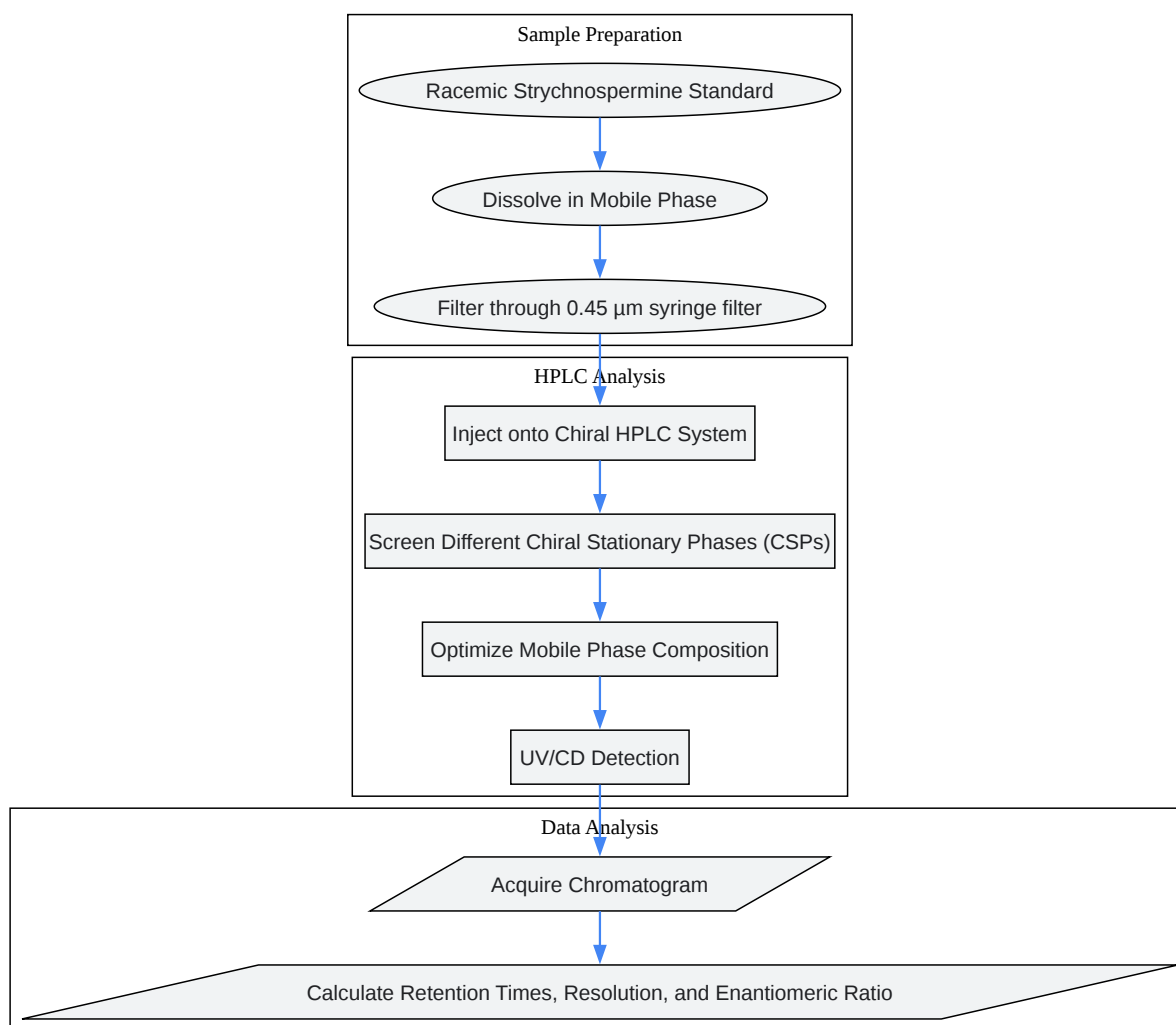 Sample Preparation
Racemic Strychnospermine Standard
Dissolve in Mobile Phase
Filter through 0.45 µm syringe filter
HPLC Analysis
Inject onto Chiral HPLC System
Screen Different Chiral Stationary Phases (CSPs)
Optimize Mobile Phase Composition
UV/CD Detection
Data Analysis
Acquire Chromatogram
Calculate Retention Times, Resolution, and Enantiomeric Ratio